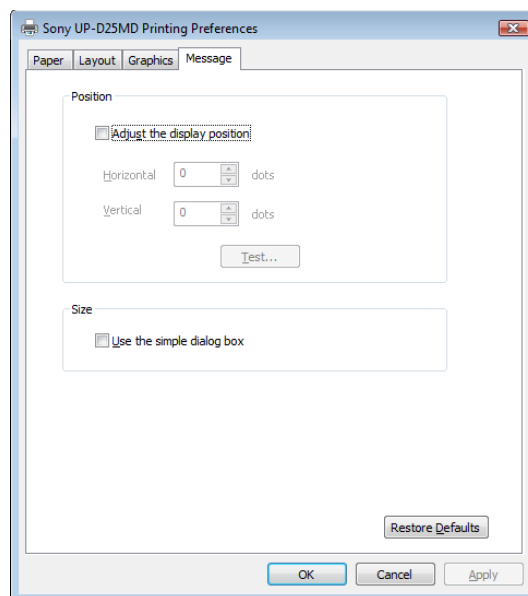 Sony UP-D25MD Printing Preferences
Paper Layout Graphics Message
Position
Adjust the display position
Horizontal 0 dots
Vertical 0 dots
Test...
Size
Use the simple dialog box
Restore Defaults
OK Cancel Apply